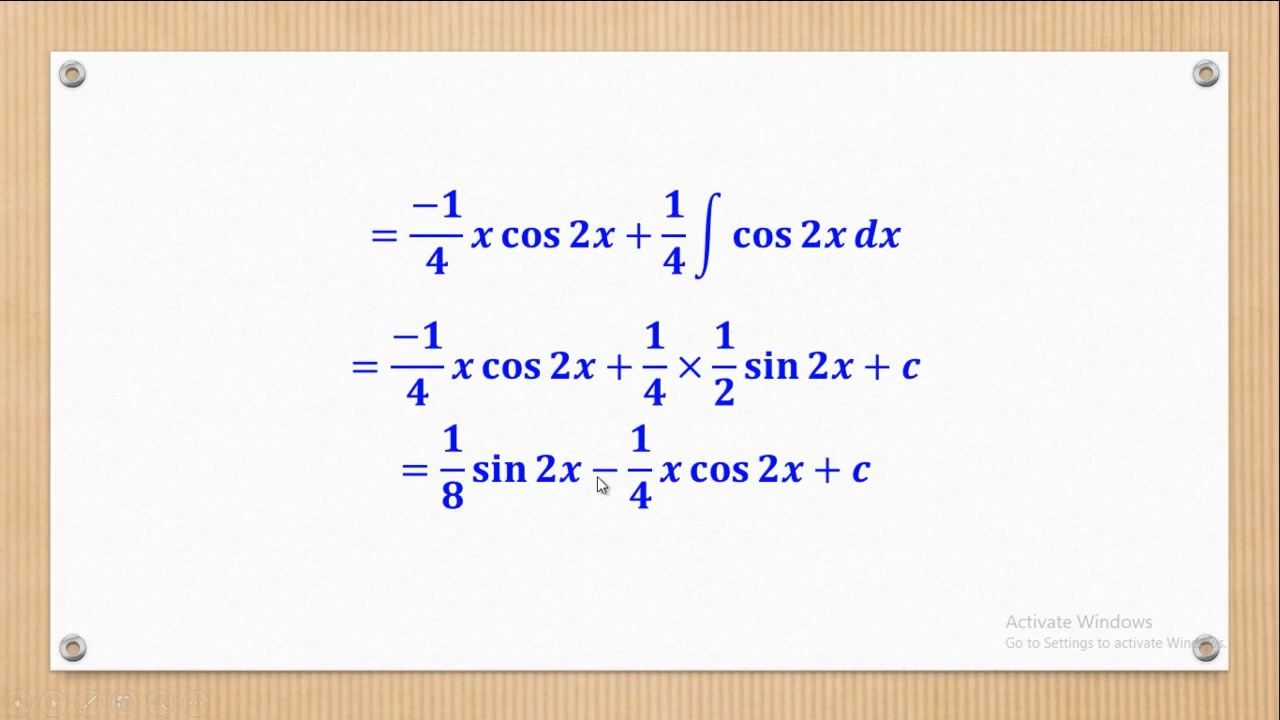 = -1/4 x cos 2x + 1/4 ∫ cos 2x dx
= -1/4 x cos 2x + 1/4 × 1/2 sin 2x + c
= 1/8 sin 2x − 1/4 x cos 2x + c
Activate Windows
Go to Settings to activate Windows.